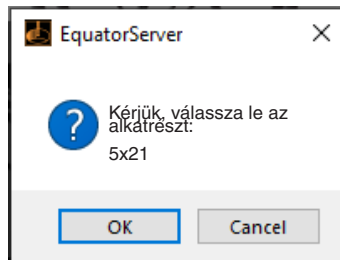 EquatorServer
Kérjük, válassza le az
alkatrészt:
5x21
OK
Cancel